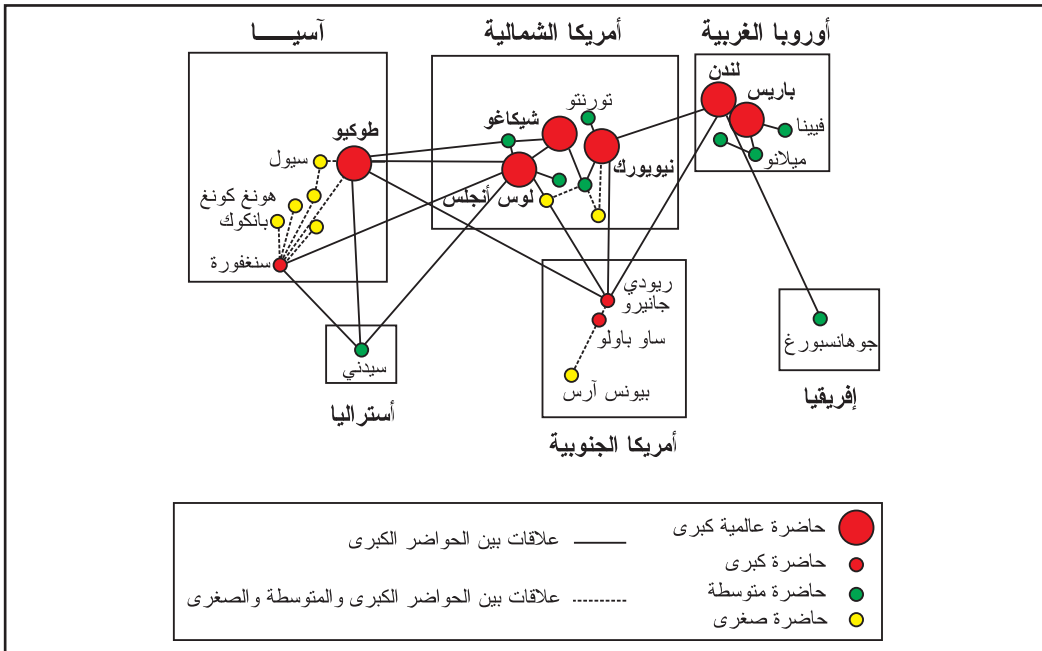 أوروبا الغربية
أمريكا الشمالية
آسيـــــا
لندن
باريس
فيينا
ميلانو
تورنتو
شيكاغو
نيويورك
لوس أنجلس
طوكيو
سيول
هونغ كونغ
بانكوك
سنغفورة
ريودي
جانيرو
ساو باولو
بيونس آرس
أمريكا الجنوبية
جوهانسبورغ
إفريقيا
سيدني
أستراليا
حاضرة عالمية كبرى
حاضرة كبرى
حاضرة متوسطة
حاضرة صغرى
علاقات بين الحواضر الكبرى
علاقات بين الحواضر الكبرى والمتوسطة والصغرى